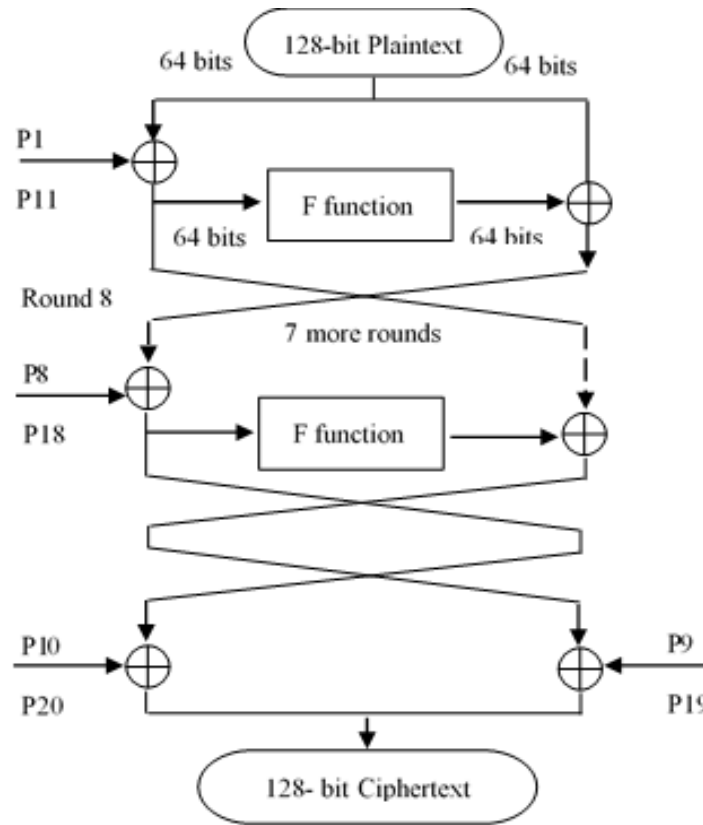 128-bit Plaintext
64 bits
64 bits
P1
P11
F function
64 bits
64 bits
Round 8
7 more rounds
P8
P18
F function
P10
P20
P9
P19
128- bit Ciphertext